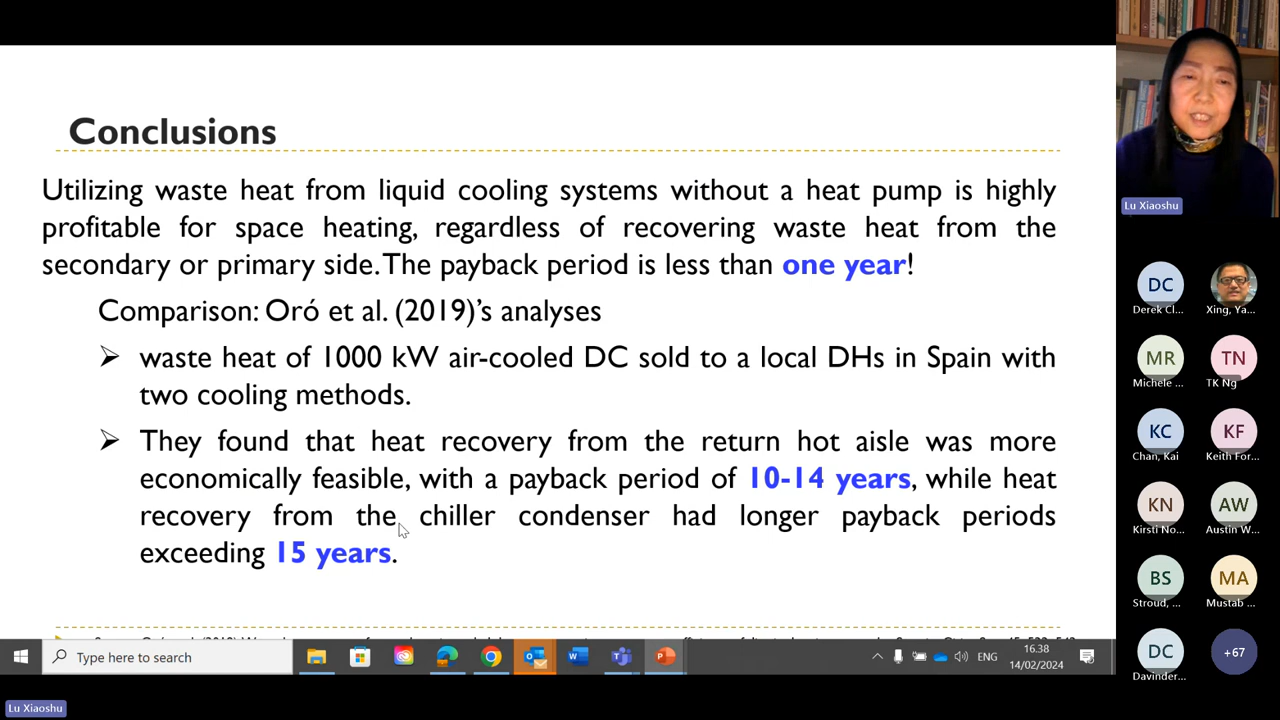 Conclusions
Utilizing waste heat from liquid cooling systems without a heat pump is highly
profitable for space heating, regardless of recovering waste heat from the
secondary or primary side. The payback period is less than one year!
Comparison: Oró et al. (2019)'s analyses
waste heat of 1000 kW air-cooled DC sold to a local DHs in Spain with
two cooling methods.
They found that heat recovery from the return hot aisle was more
economically feasible, with a payback period of 10-14 years, while heat
recovery from the chiller condenser had longer payback periods
exceeding 15 years.
Type here to search
ENG
16.38
14/02/2024
Lu Xiaoshu
DC
Derek Cl...
Xing, Ya...
MR
Michele ...
TN
TK Ng
KC
Chan, Kai
KF
Keith For...
KN
Kirsti No...
AW
Austin W...
BS
Stroud, ...
MA
Mustab ...
DC
Davinder...
+67
Lu Xiaoshu